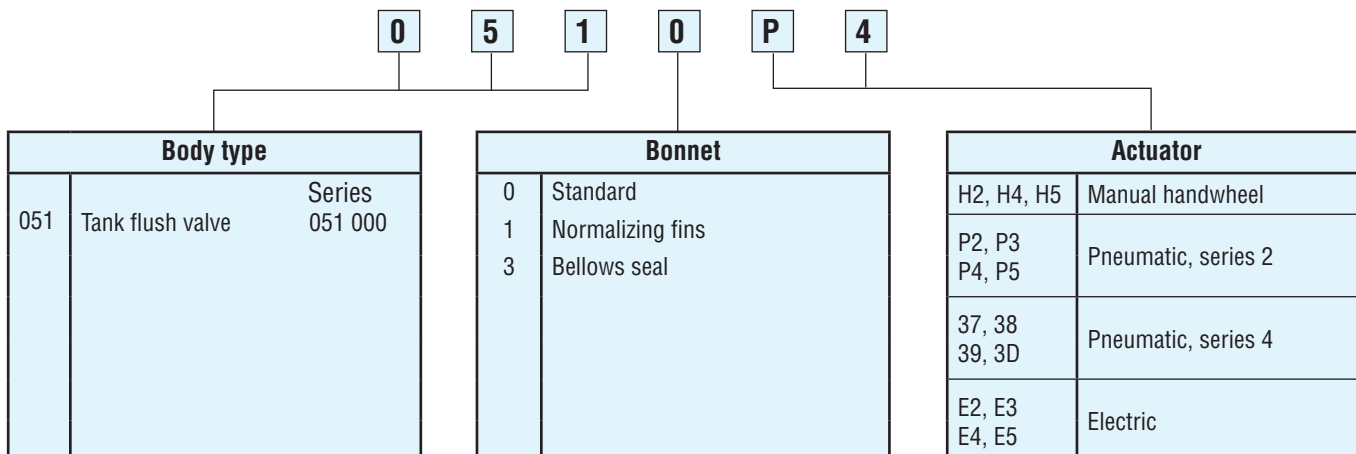 0 5 1 0 P 4
Body type
Series
051 Tank flush valve 051 000
Bonnet
0 Standard
1 Normalizing fins
3 Bellows seal
Actuator
H2, H4, H5 Manual handwheel
P2, P3
P4, P5
Pneumatic, series 2
37, 38
39, 3D
Pneumatic, series 4
E2, E3
E4, E5
Electric